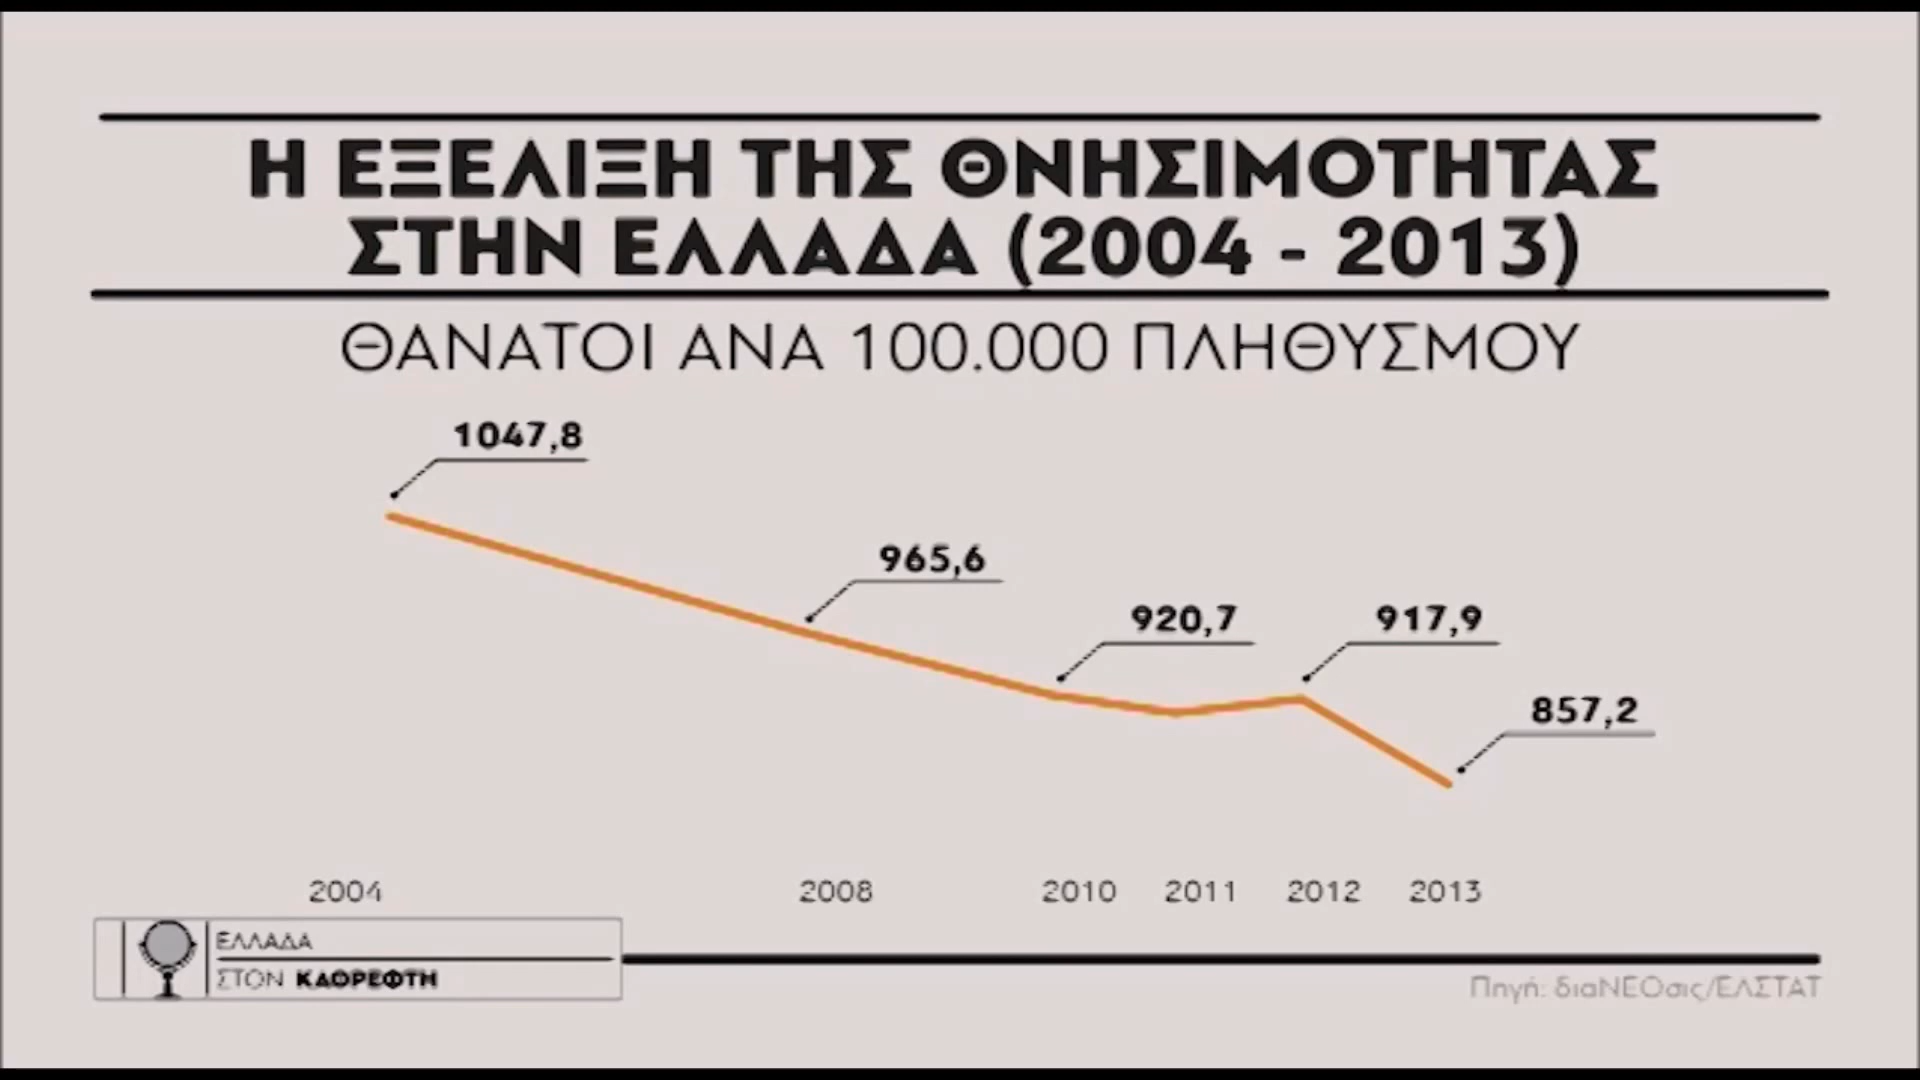 Η ΕΞΕΛΙΞΗ ΤΗΣ ΘΝΗΣΙΜΟΤΗΤΑΣ
ΣΤΗΝ ΕΛΛΑΔΑ (2004 - 2013)
ΘΑΝΑΤΟΙ ΑΝΑ 100.000 ΠΛΗΘΥΣΜΟΥ
1047,8
965,6
920,7
917,9
857,2
2004 2008 2010 2011 2012 2013
ΕΛΛΑΔΑ
ΣΤΟΝ ΚΑΘΡΕΦΤΗ
Πηγή: διαΝΕΟσις/ΕΛΣΤΑΤ